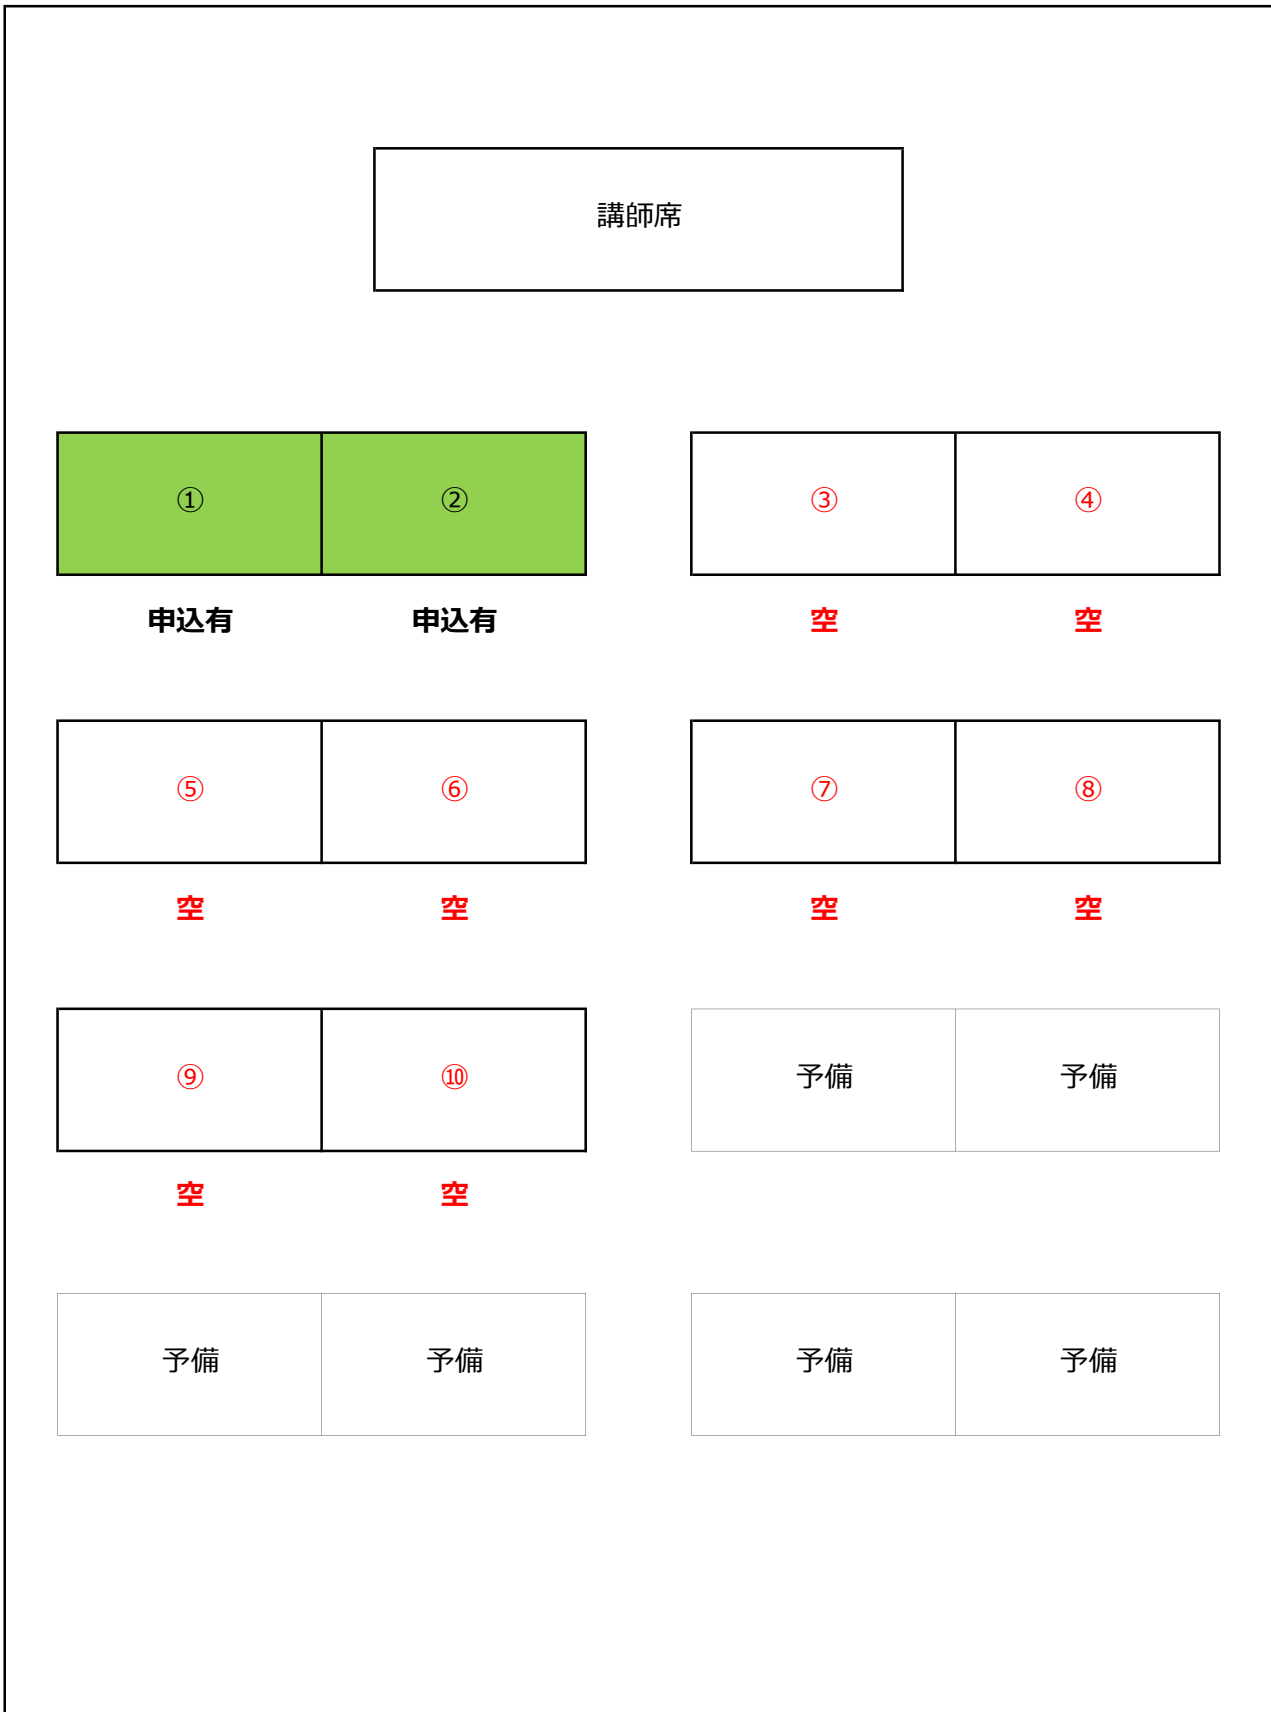 講師席
① ② ③ ④
申込有 申込有 空 空
⑤ ⑥ ⑦ ⑧
空 空 空 空
⑨ ⑩ 予備 予備
空 空
予備 予備 予備 予備